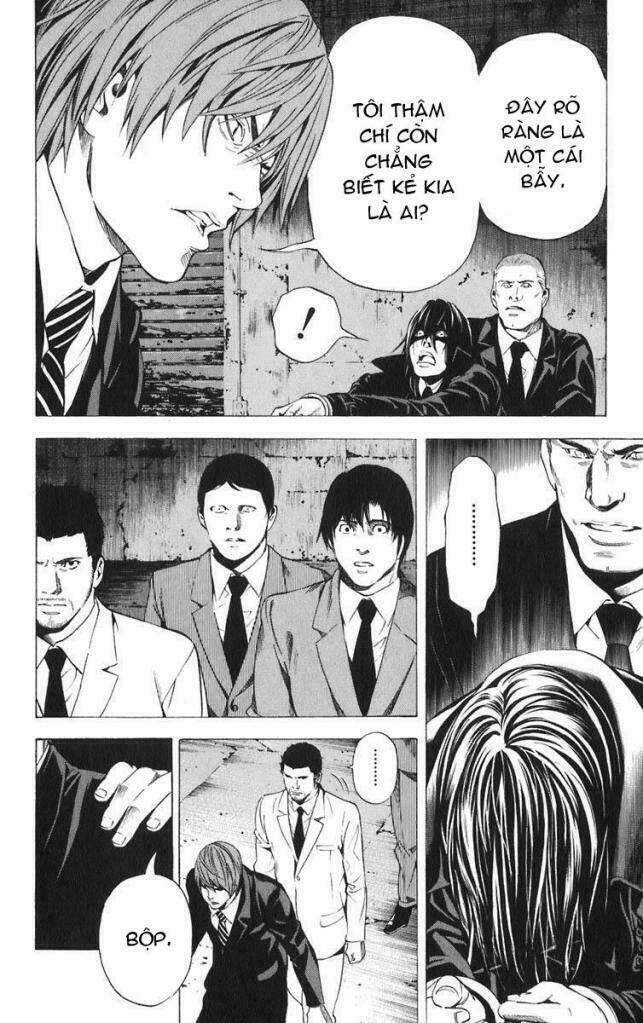 ĐÂY RÕ
RÀNG LÀ
MỘT CÁI
BẪY.
TÔI THẬM
CHÍ CÒN
CHẲNG
BIẾT KẺ KIA
LÀ AI?
!
.........
.......
BỘP.